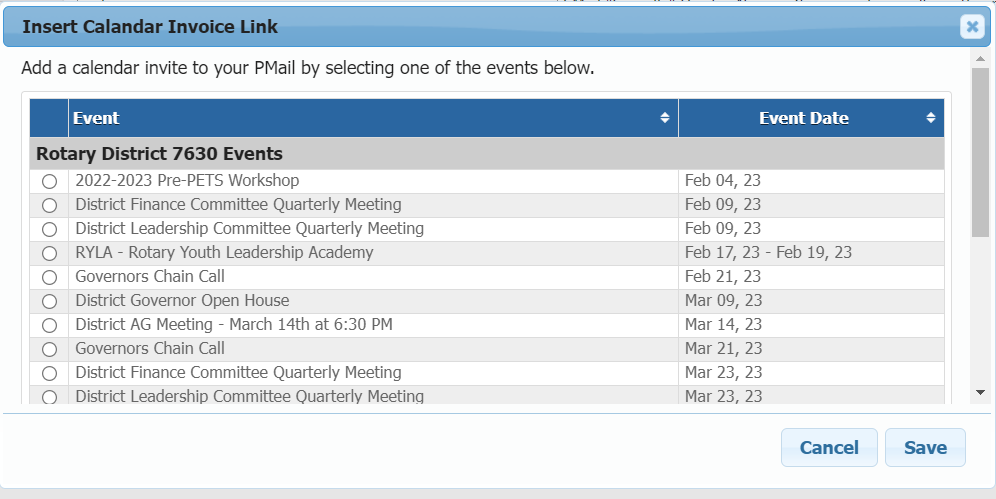 Insert Calandar Invoice Link
Add a calendar invite to your PMail by selecting one of the events below.
Event Event Date
Rotary District 7630 Events
2022-2023 Pre-PETS Workshop Feb 04, 23
District Finance Committee Quarterly Meeting Feb 09, 23
District Leadership Committee Quarterly Meeting Feb 09, 23
RYLA - Rotary Youth Leadership Academy Feb 17, 23 - Feb 19, 23
Governors Chain Call Feb 21, 23
District Governor Open House Mar 09, 23
District AG Meeting - March 14th at 6:30 PM Mar 14, 23
Governors Chain Call Mar 21, 23
District Finance Committee Quarterly Meeting Mar 23, 23
District Leadership Committee Quarterly Meeting Mar 23, 23
Cancel Save